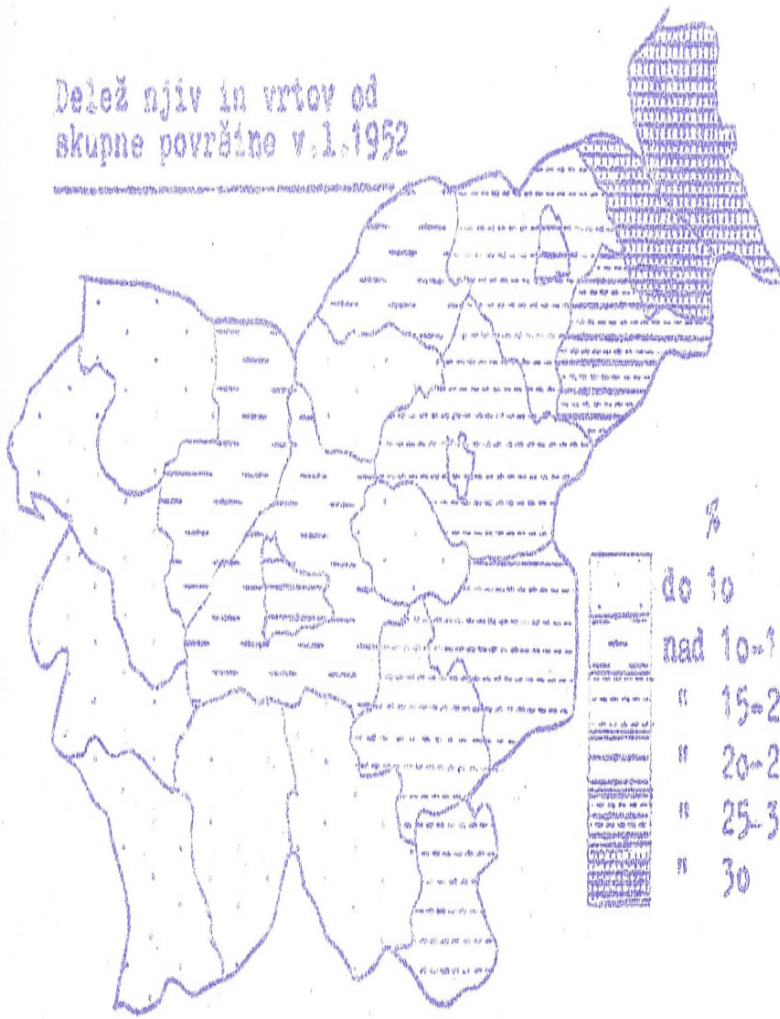 Delež njiv in vrtov od
skupne površine v.l.1952
%
do 1o
nad 1o-1
" 15-2
" 2o-2
" 25-3
" 3o